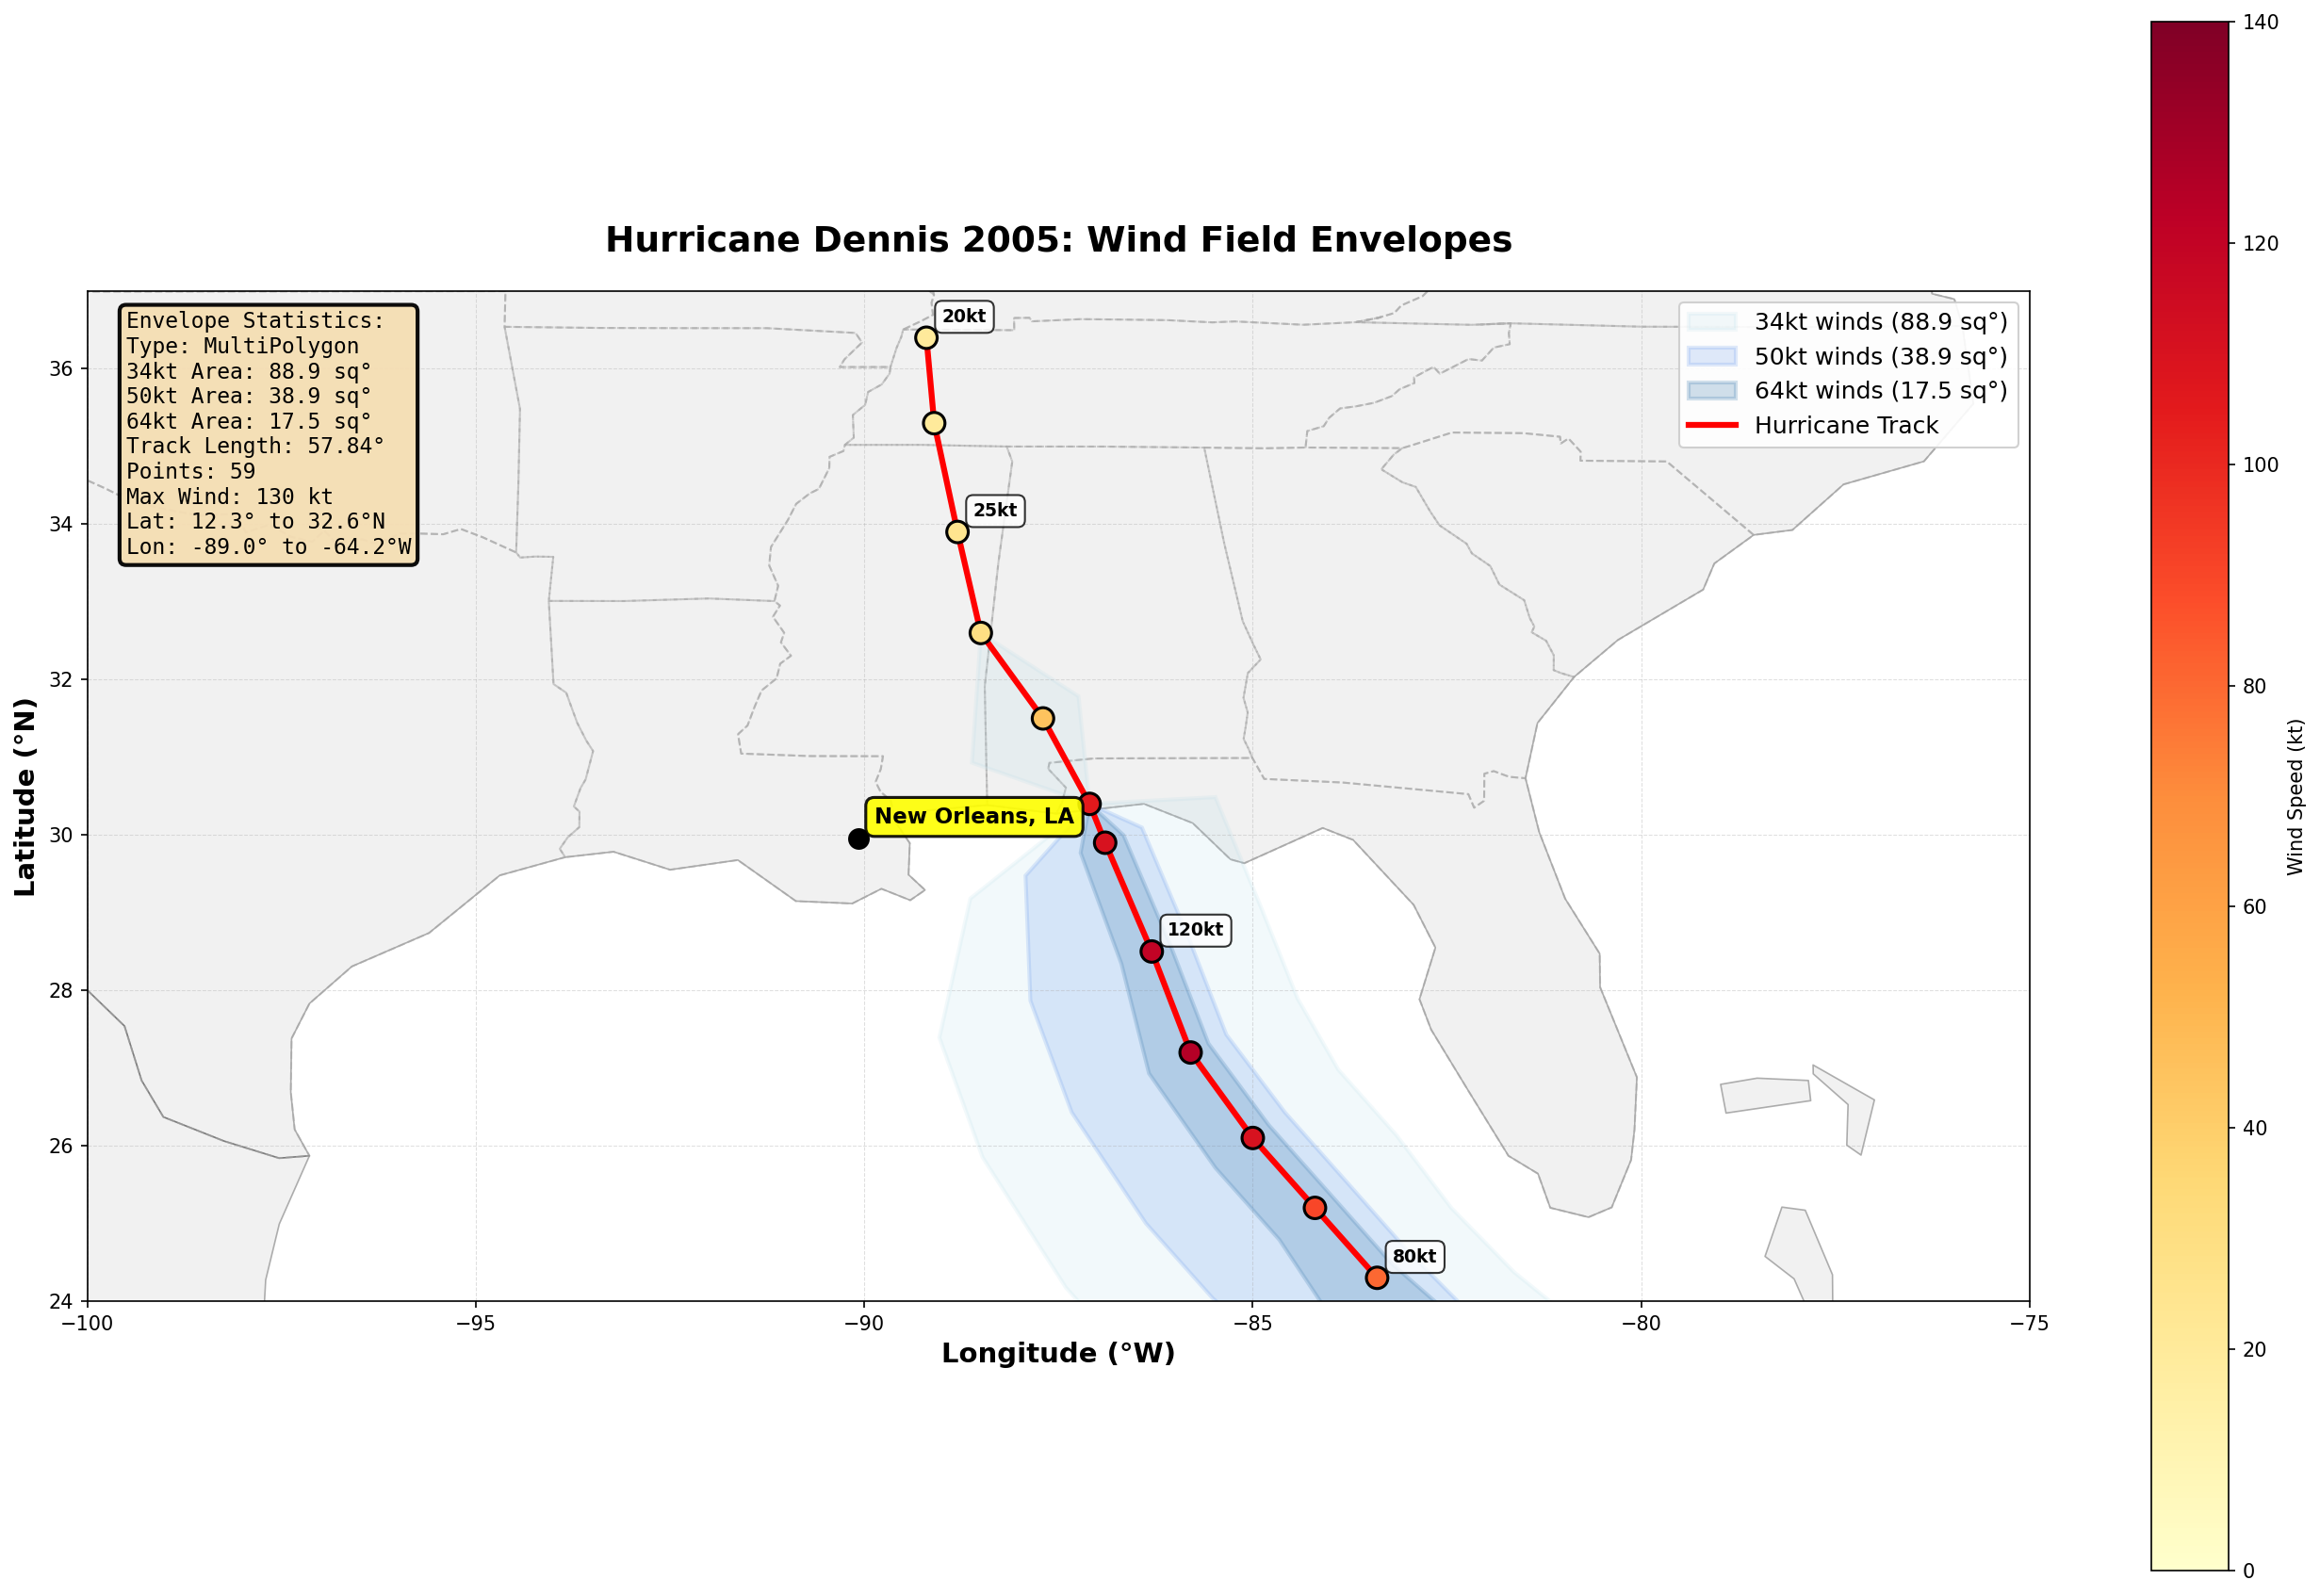 Hurricane Dennis 2005: Wind Field Envelopes
Envelope Statistics:
Type: MultiPolygon
34kt Area: 88.9 sq°
50kt Area: 38.9 sq°
64kt Area: 17.5 sq°
Track Length: 57.84°
Points: 59
Max Wind: 130 kt
Lat: 12.3° to 32.6°N
Lon: -89.0° to -64.2°W
34kt winds (88.9 sq°)
50kt winds (38.9 sq°)
64kt winds (17.5 sq°)
Hurricane Track
20kt
25kt
New Orleans, LA
120kt
80kt
Latitude (°N)
36
34
32
30
28
26
24
−100
−95
−90
−85
−80
−75
Longitude (°W)
140
120
100
80
60
40
20
0
Wind Speed (kt)